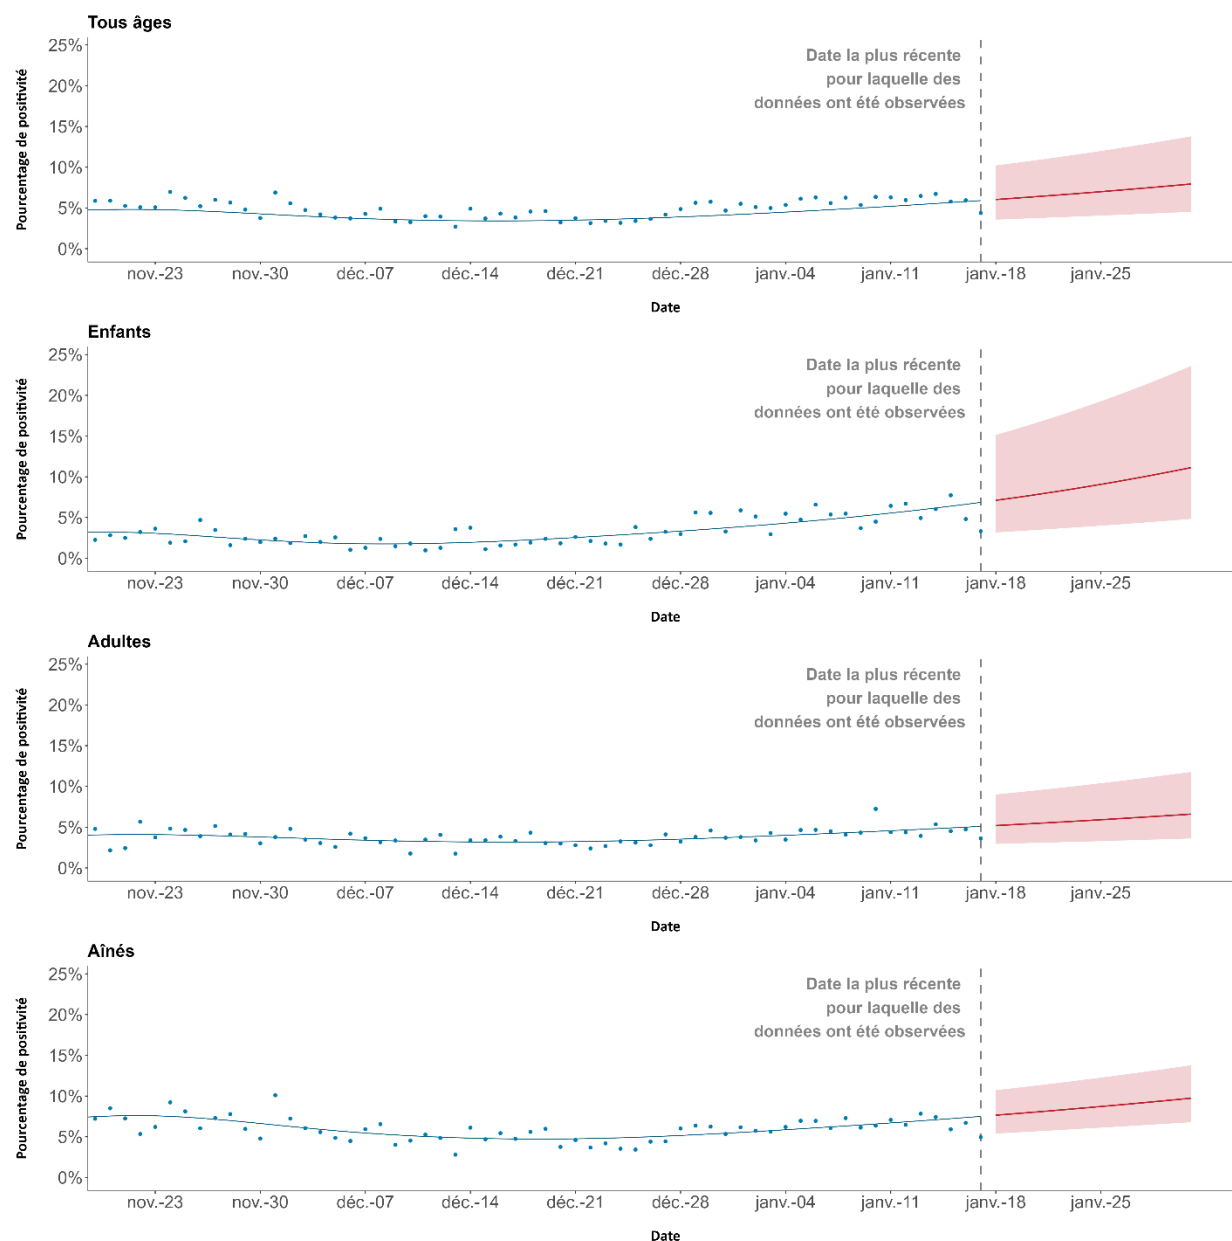 Tous âges
Pourcentage de positivité
25%
20%
15%
10%
5%
0%
Date la plus récente
pour laquelle des
données ont été observées
nov.-23 nov.-30 déc.-07 déc.-14 déc.-21 déc.-28 janv.-04 janv.-11 janv.-18 janv.-25
Date
Enfants
Pourcentage de positivité
25%
20%
15%
10%
5%
0%
Date la plus récente
pour laquelle des
données ont été observées
nov.-23 nov.-30 déc.-07 déc.-14 déc.-21 déc.-28 janv.-04 janv.-11 janv.-18 janv.-25
Date
Adultes
Pourcentage de positivité
25%
20%
15%
10%
5%
0%
Date la plus récente
pour laquelle des
données ont été observées
nov.-23 nov.-30 déc.-07 déc.-14 déc.-21 déc.-28 janv.-04 janv.-11 janv.-18 janv.-25
Date
Aînés
Pourcentage de positivité
25%
20%
15%
10%
5%
0%
Date la plus récente
pour laquelle des
données ont été observées
nov.-23 nov.-30 déc.-07 déc.-14 déc.-21 déc.-28 janv.-04 janv.-11 janv.-18 janv.-25
Date